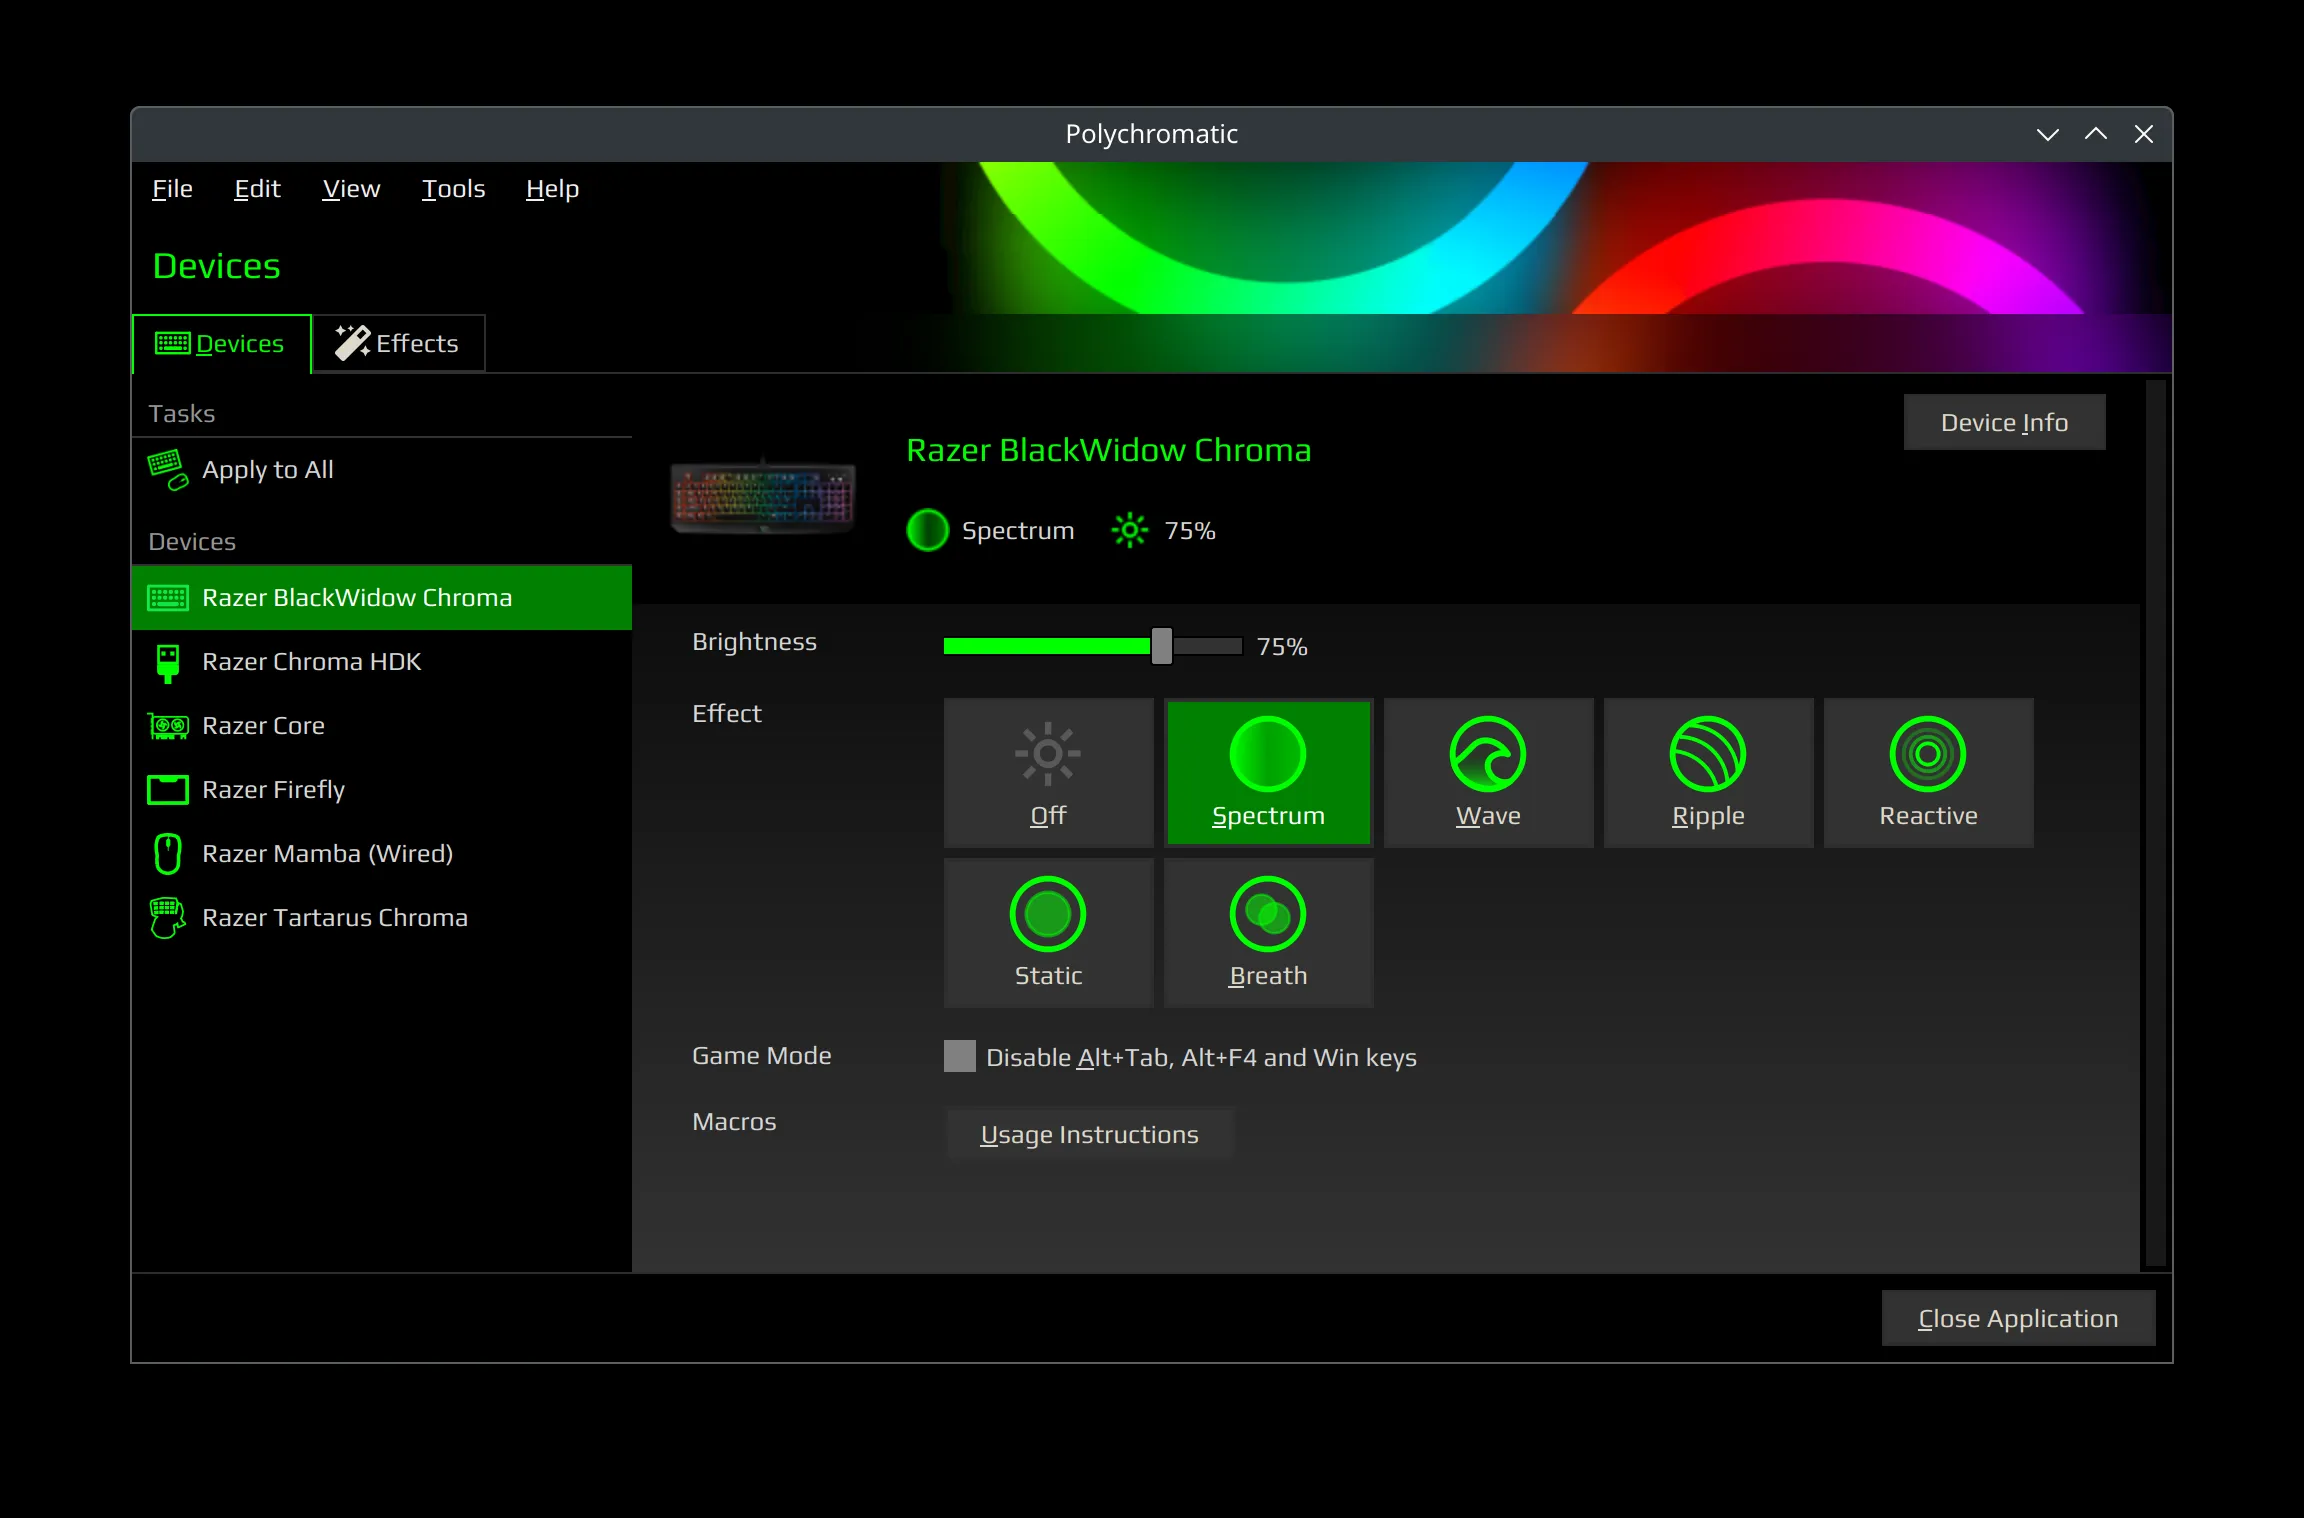 Polychromatic
File Edit View Tools Help
Devices
Devices Effects
Tasks
Apply to All
Devices
Razer BlackWidow Chroma
Razer Chroma HDK
Razer Core
Razer Firefly
Razer Mamba (Wired)
Razer Tartarus Chroma
Device Info
Razer BlackWidow Chroma
Spectrum 75%
Brightness 75%
Effect
Off Spectrum Wave Ripple Reactive
Static Breath
Game Mode Disable Alt+Tab, Alt+F4 and Win keys
Macros Usage Instructions
Close Application